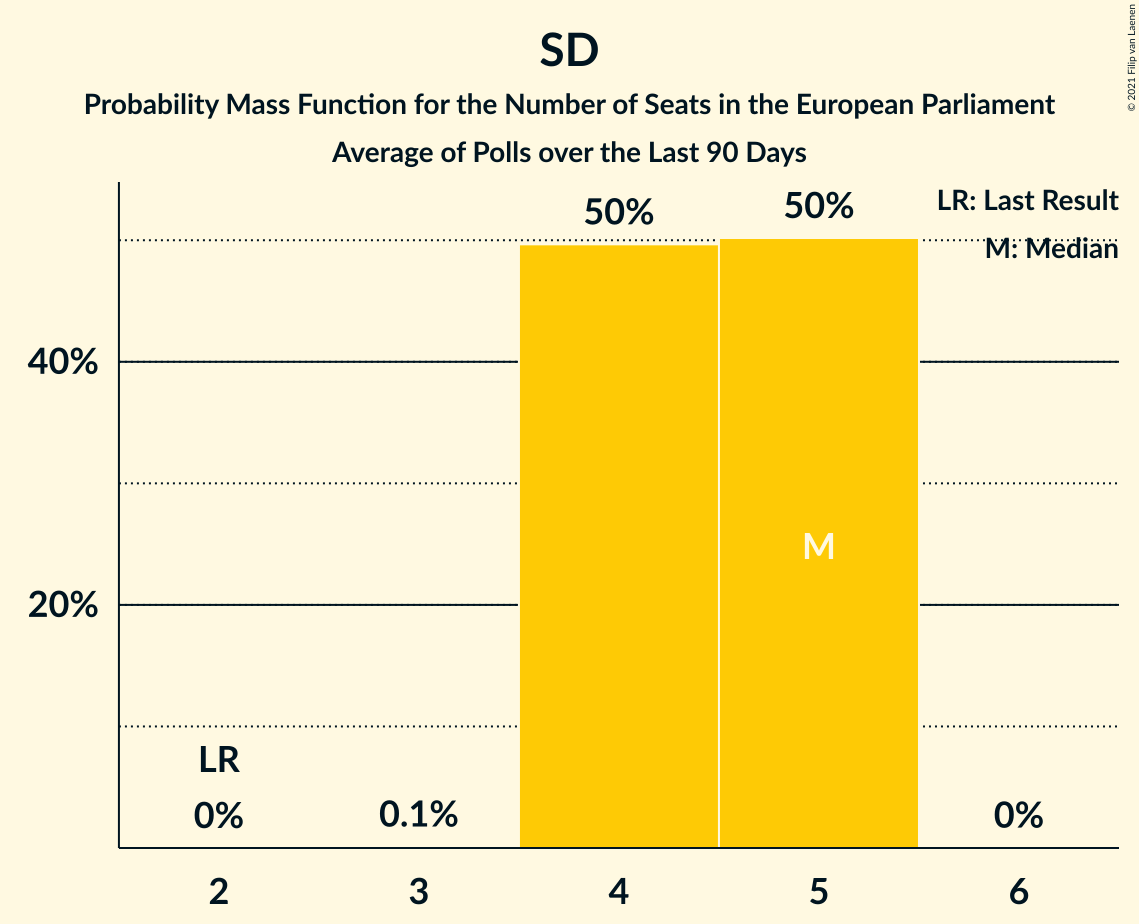 SD
Probability Mass Function for the Number of Seats in the European Parliament
Average of Polls over the Last 90 Days
© 2021 Filip van Laenen
LR: Last Result
M: Median
50%
50%
40%
20%
M
LR
0%
0.1%
0%
2
3
4
5
6